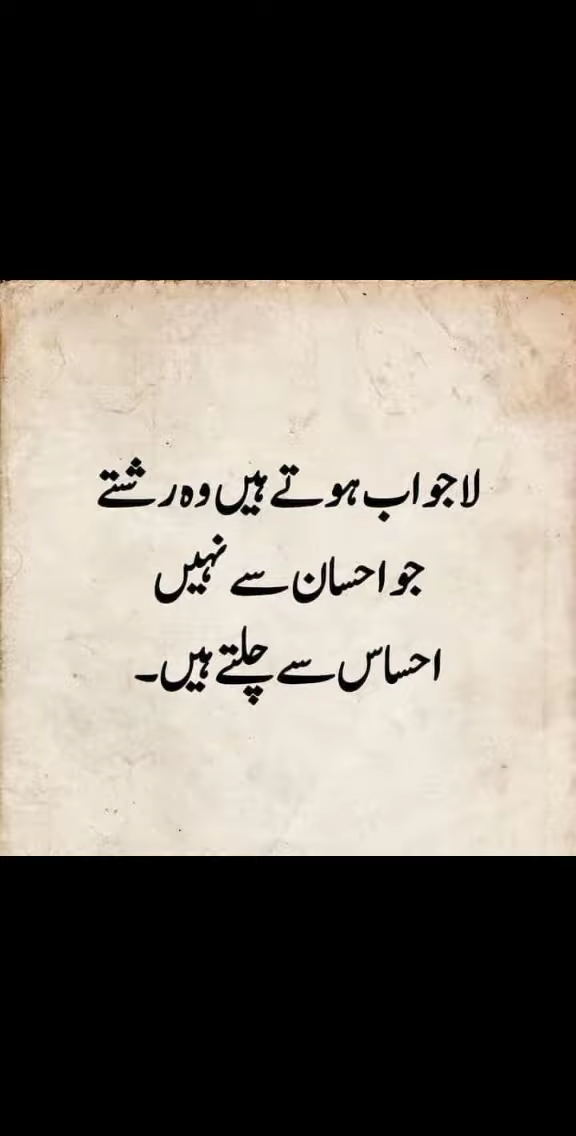 لاجواب ہوتے ہیں وہ رشتے
جو احسان سے نہیں
احساس سے چلتے ہیں۔